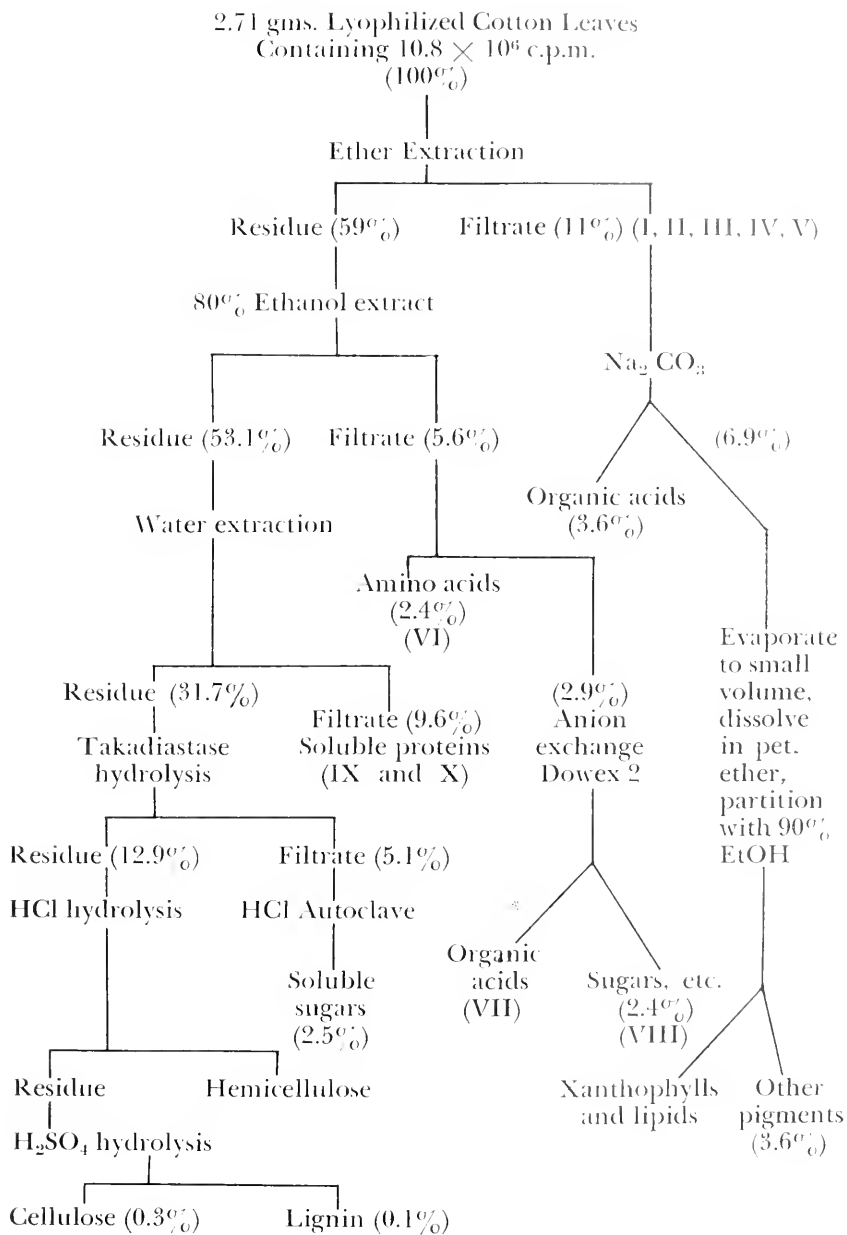 2.71 gms. Lyophilized Cotton Leaves
Containing 10.8 × 10⁶ c.p.m.
(100%)
Ether Extraction
Residue (59%)
Filtrate (11%) (I, II, III, IV, V)
80% Ethanol extract
Na₂ CO₃
Residue (53.1%)
Filtrate (5.6%)
(6.9%)
Organic acids
(3.6%)
Water extraction
Amino acids
(2.4%)
(VI)
Evaporate
to small
volume,
dissolve
in pet.
ether,
partition
with 90%
EtOH
Residue (31.7%)
Filtrate (9.6%)
Soluble proteins
(IX and X)
(2.9%)
Anion
exchange
Dowex 2
Takadiastase
hydrolysis
Residue (12.9%)
Filtrate (5.1%)
HCl hydrolysis
HCl Autoclave
Organic
acids
(VII)
Sugars, etc.
(2.4%)
(VIII)
Soluble
sugars
(2.5%)
Residue
Hemicellulose
Xanthophylls
and lipids
Other
pigments
(3.6%)
H₂SO₄ hydrolysis
Cellulose (0.3%)
Lignin (0.1%)